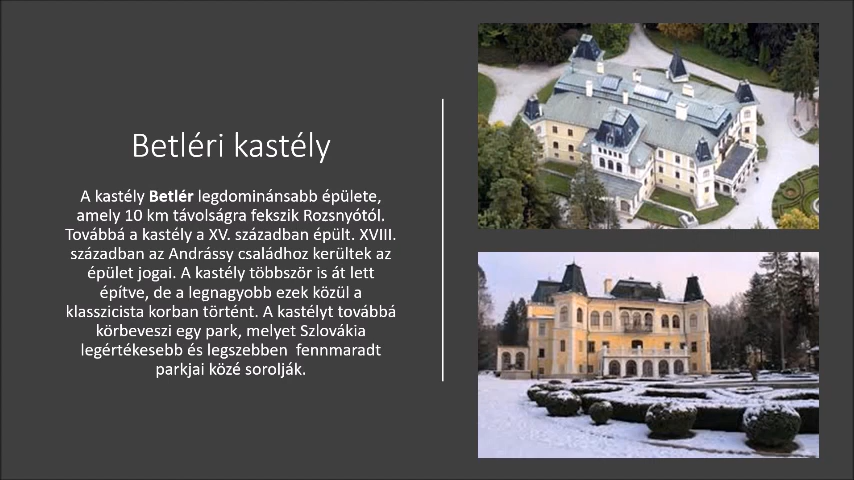 Betléri kastély
A kastély Betlér legdominánsabb épülete,
amely 10 km távolságra fekszik Rozsnyótól.
Továbbá a kastély a XV. században épült. XVIII.
században az Andrássy családhoz kerültek az
épület jogai. A kastély többször is át lett
építve, de a legnagyobb ezek közül a
klasszicista korban történt. A kastélyt továbbá
körbeveszi egy park, melyet Szlovákia
legértékesebb és legszebben  fennmaradt
parkjai közé sorolják.